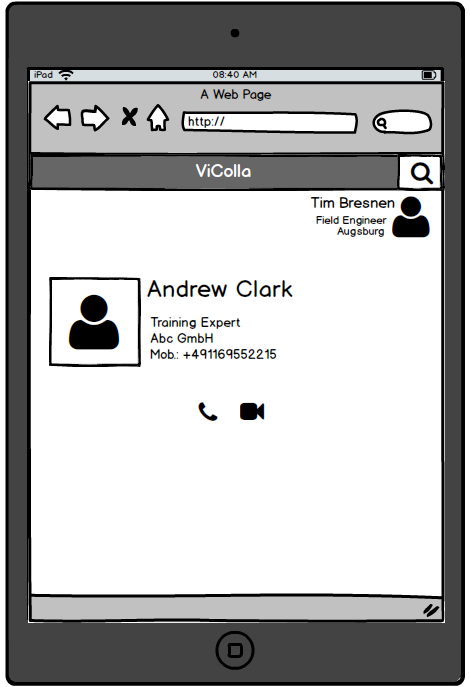 iPad 08:40 AM
A Web Page
http://
ViColla
Tim Bresnen
Field Engineer
Augsburg
Andrew Clark
Training Expert
Abc GmbH
Mob.: +491169552215